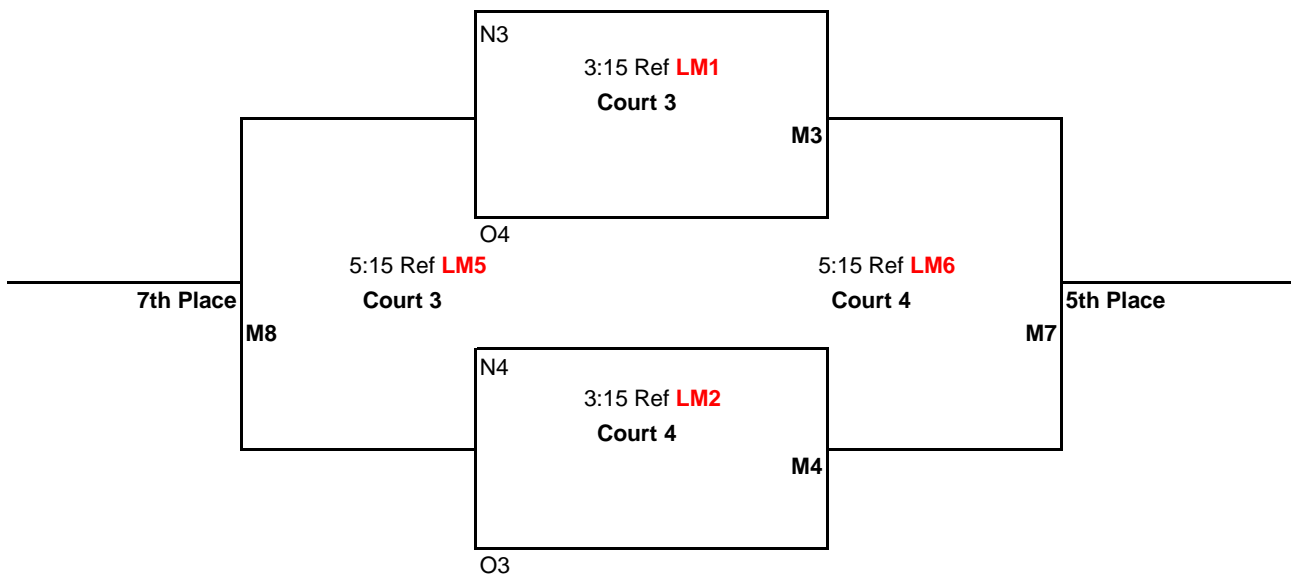 N3
3:15 Ref LM1
Court 3
M3
O4
5:15 Ref LM5
5:15 Ref LM6
Court 3
Court 4
7th Place
5th Place
M8
M7
N4
3:15 Ref LM2
Court 4
M4
O3